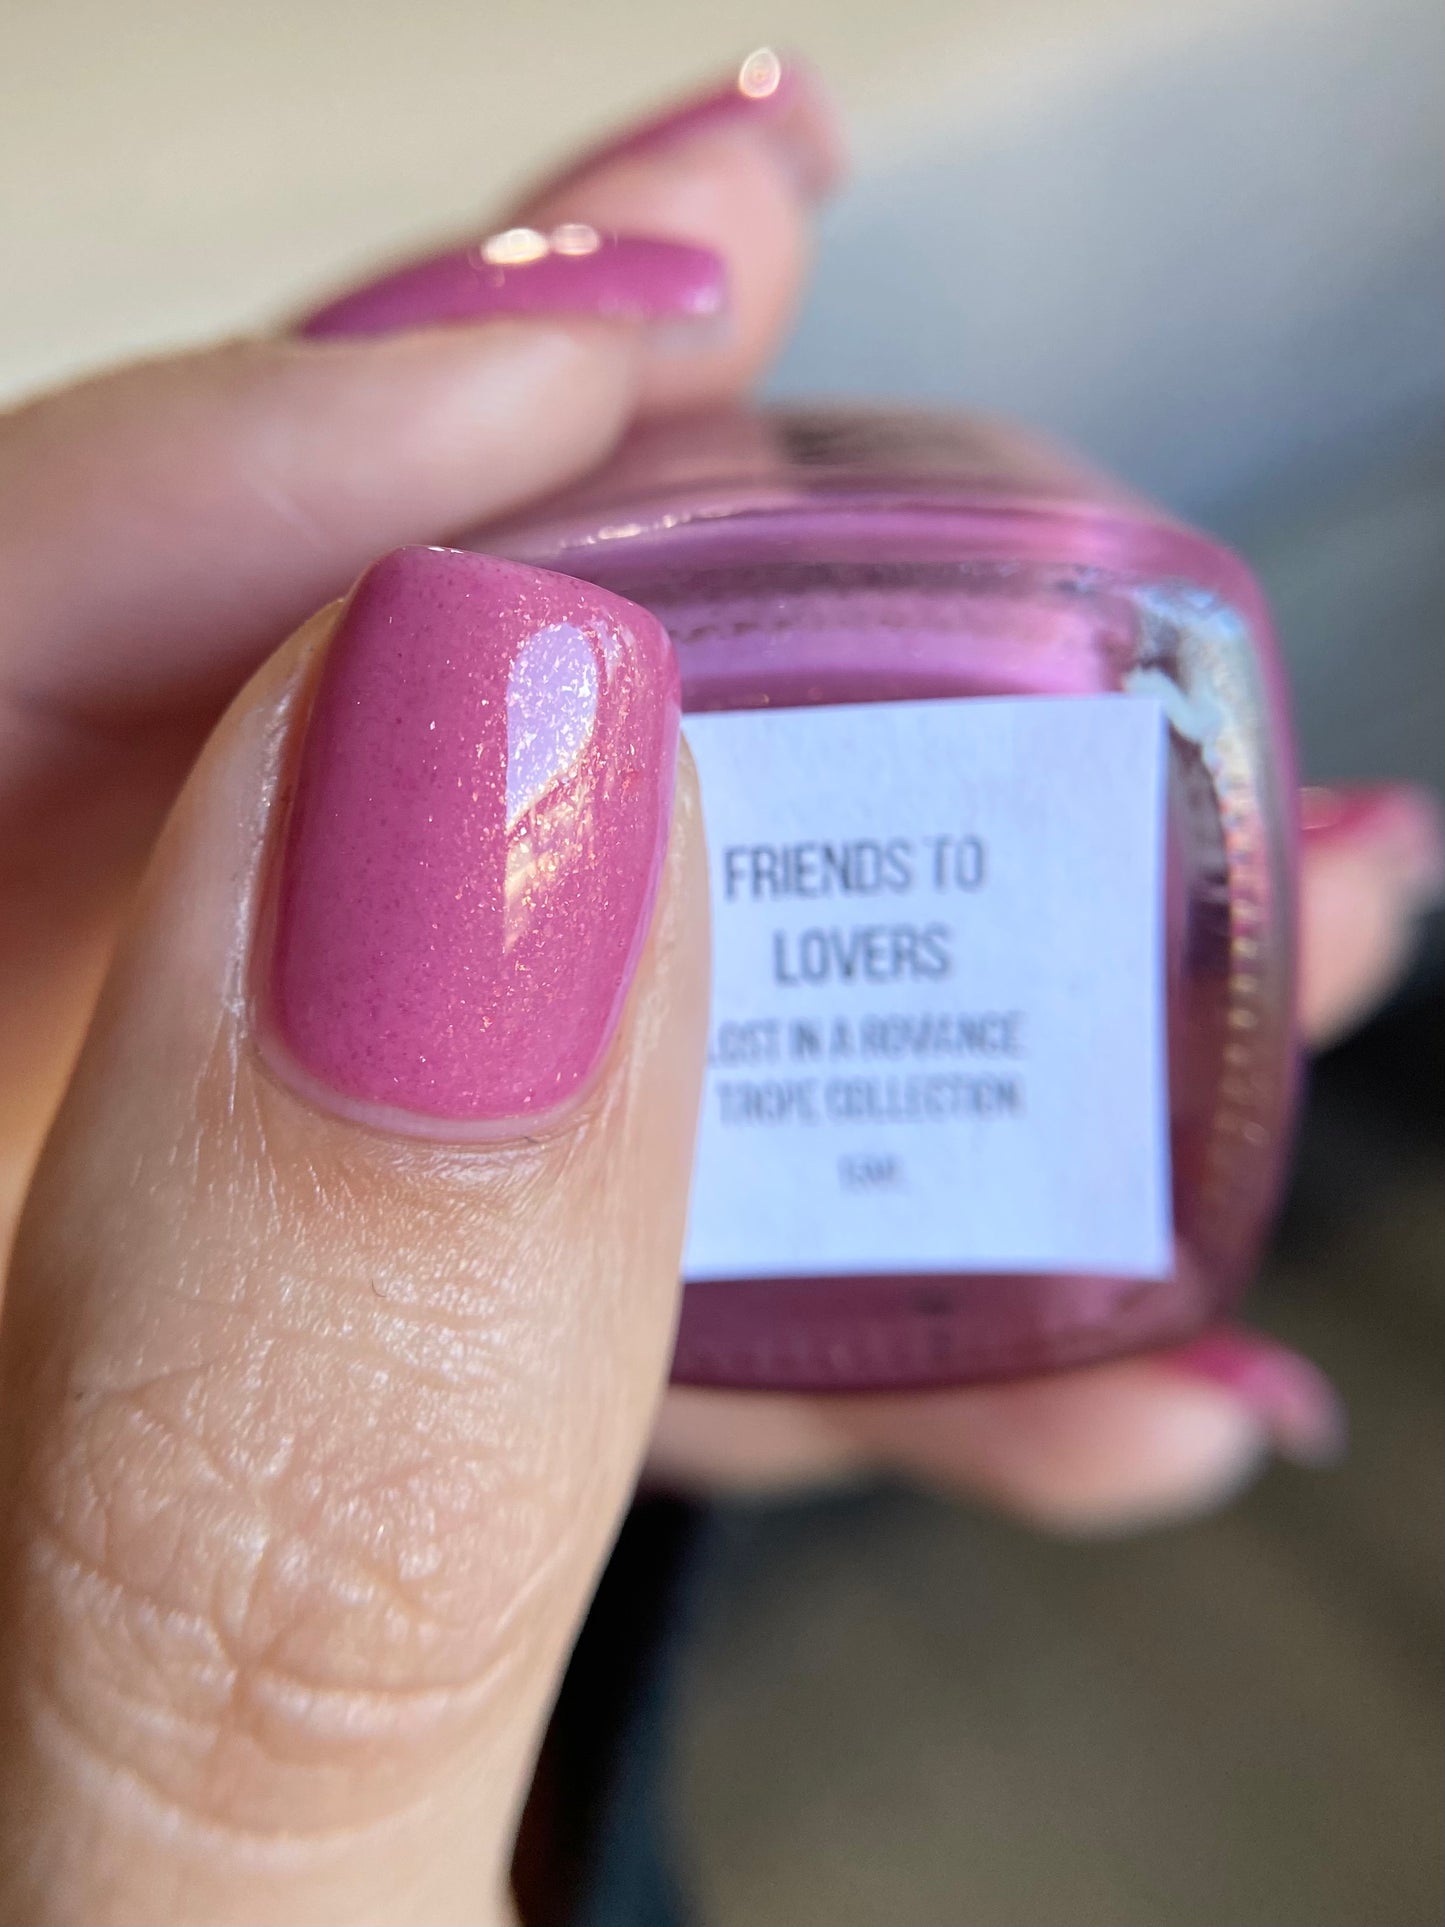 FRIENDS TO
LOVERS
LOST IN A ROMANCE
TROPE COLLECTION
15ML